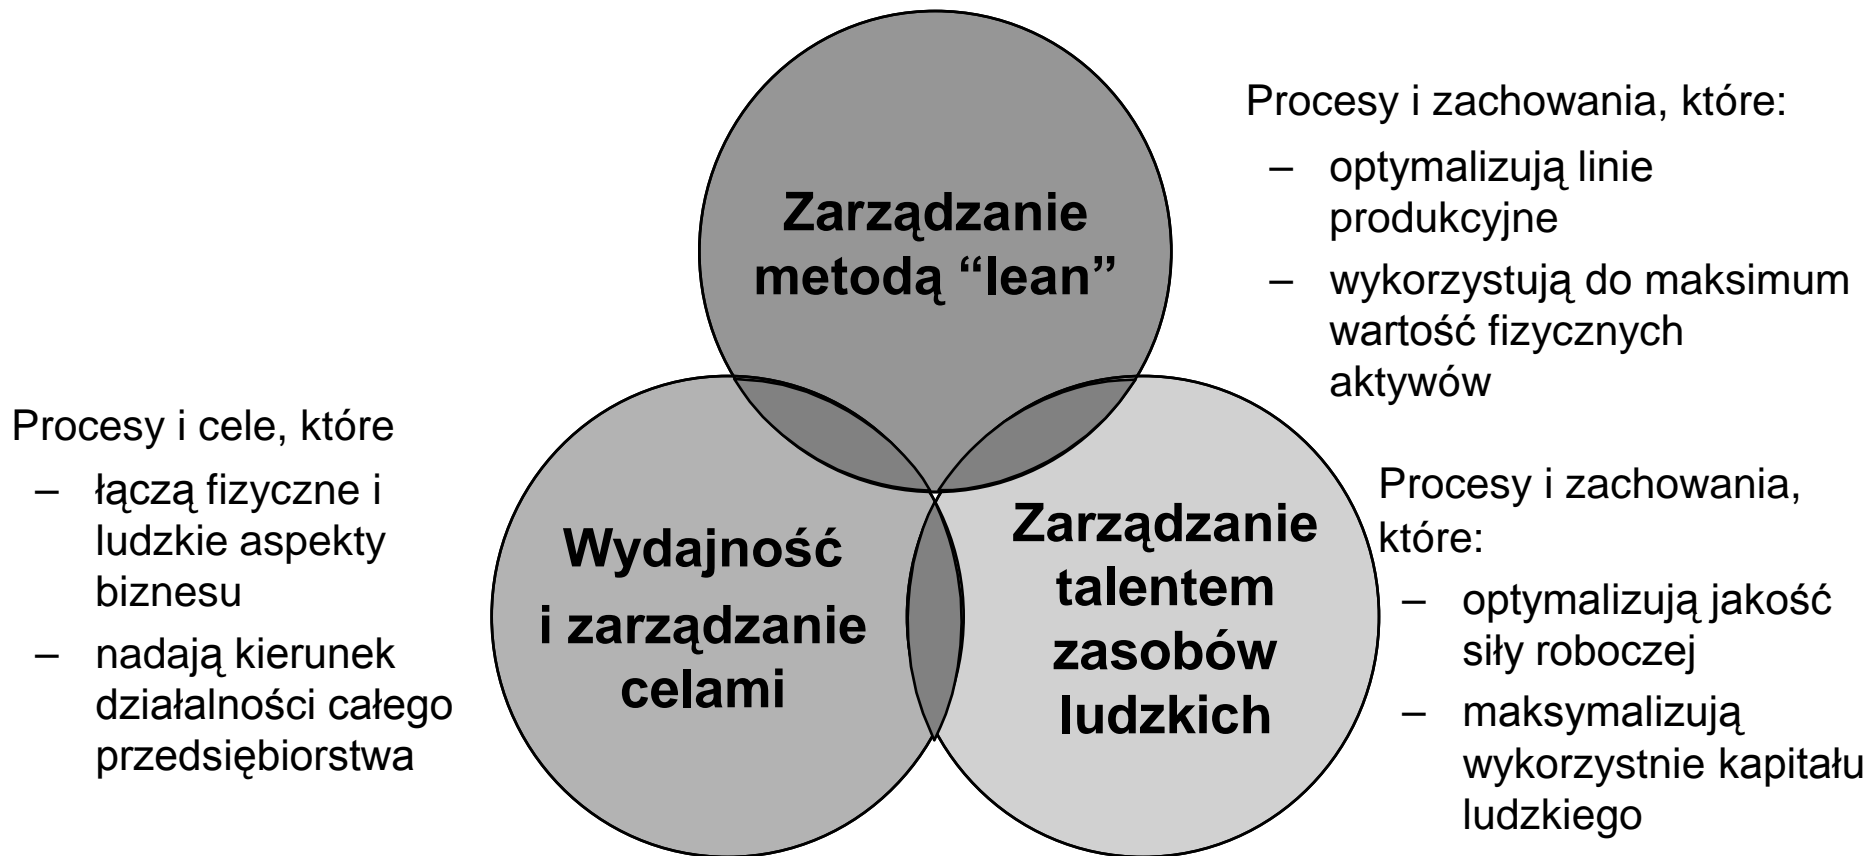 Zarządzanie
metodą “lean”
Procesy i zachowania, które:
– optymalizują linie
produkcyjne
– wykorzystują do maksimum
wartość fizycznych
aktywów
Procesy i cele, które
– łączą fizyczne i
ludzkie aspekty
biznesu
– nadają kierunek
działalności całego
przedsiębiorstwa
Wydajność
i zarządzanie
celami
Zarządzanie
talentem
zasobów
ludzkich
Procesy i zachowania,
które:
– optymalizują jakość
siły roboczej
– maksymalizują
wykorzystnie kapitału
ludzkiego